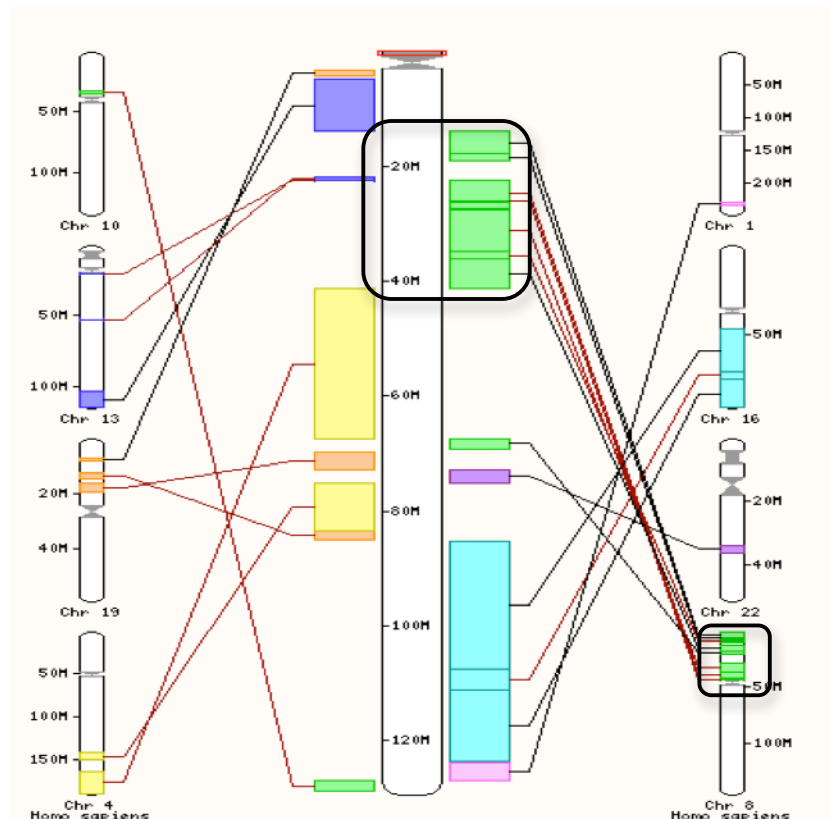 50M
100M
Chr 10
50M
100M
Chr 13
20M
40M
Chr 19
50M
100M
150M
Chr 4
Homo sapiens
20M
40M
60M
80M
100M
120M
50M
100M
150M
200M
Chr 1
50M
Chr 16
20M
40M
Chr 22
50M
100M
Chr 8
Homo sapiens